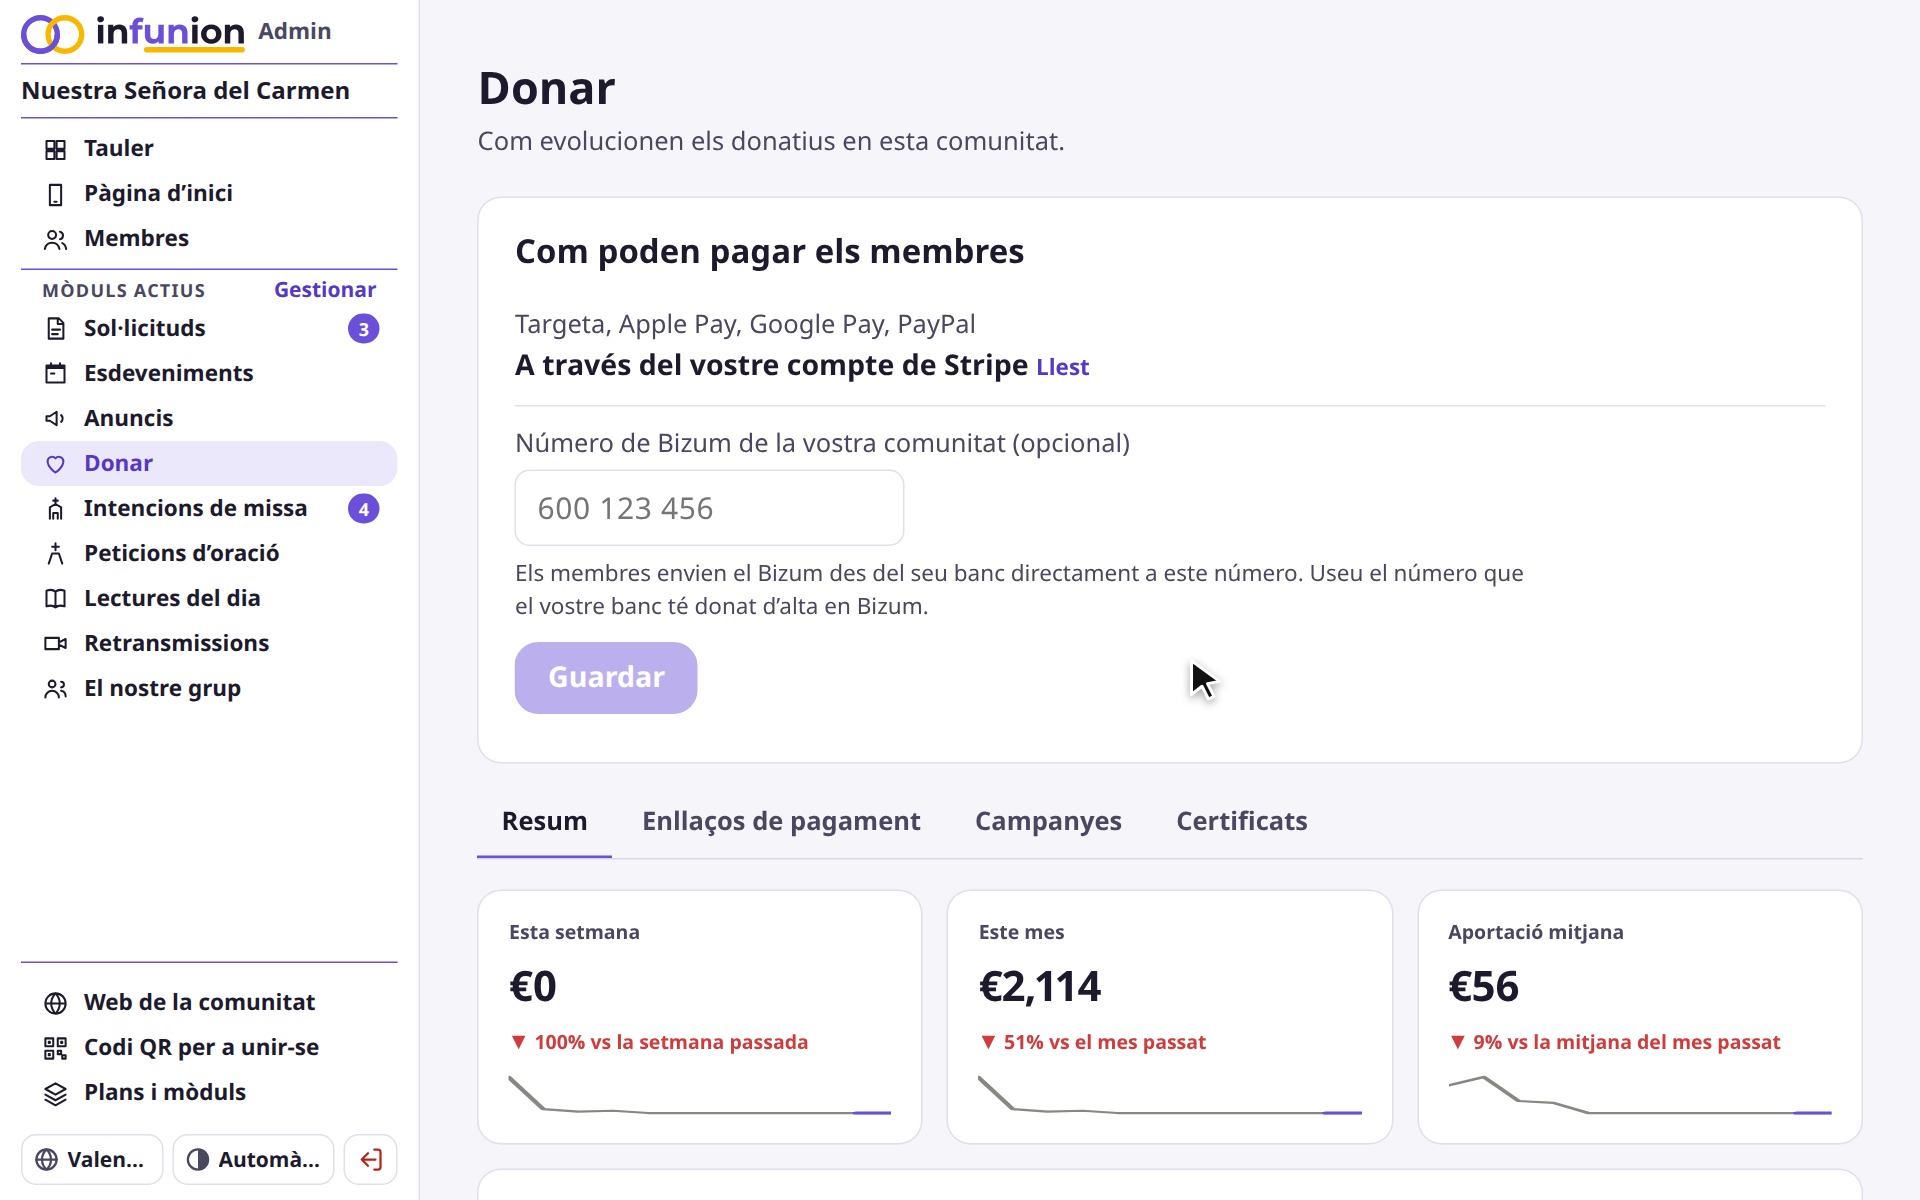 infunion Admin
Nuestra Señora del Carmen
Tauler
Pàgina d’inici
Membres
MÒDULS ACTIUS Gestionar
Sol·licituds 3
Esdeveniments
Anuncis
Donar
Intencions de missa 4
Peticions d’oració
Lectures del dia
Retransmissions
El nostre grup
Web de la comunitat
Codi QR per a unir-se
Plans i mòduls
Valen... Automà...
Donar
Com evolucionen els donatius en esta comunitat.
Com poden pagar els membres
Targeta, Apple Pay, Google Pay, PayPal
A través del vostre compte de Stripe Llest
Número de Bizum de la vostra comunitat (opcional)
600 123 456
Els membres envien el Bizum des del seu banc directament a este número. Useu el número que
el vostre banc té donat d’alta en Bizum.
Guardar
Resum Enllaços de pagament Campanyes Certificats
Esta setmana
€0
▼ 100% vs la setmana passada
Este mes
€2,114
▼ 51% vs el mes passat
Aportació mitjana
€56
▼ 9% vs la mitjana del mes passat